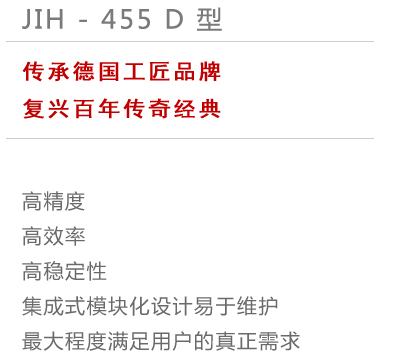 JIH - 455 D 型
传承德国工匠品牌
复兴百年传奇经典
高精度
高效率
高稳定性
集成式模块化设计易于维护
最大程度满足用户的真正需求